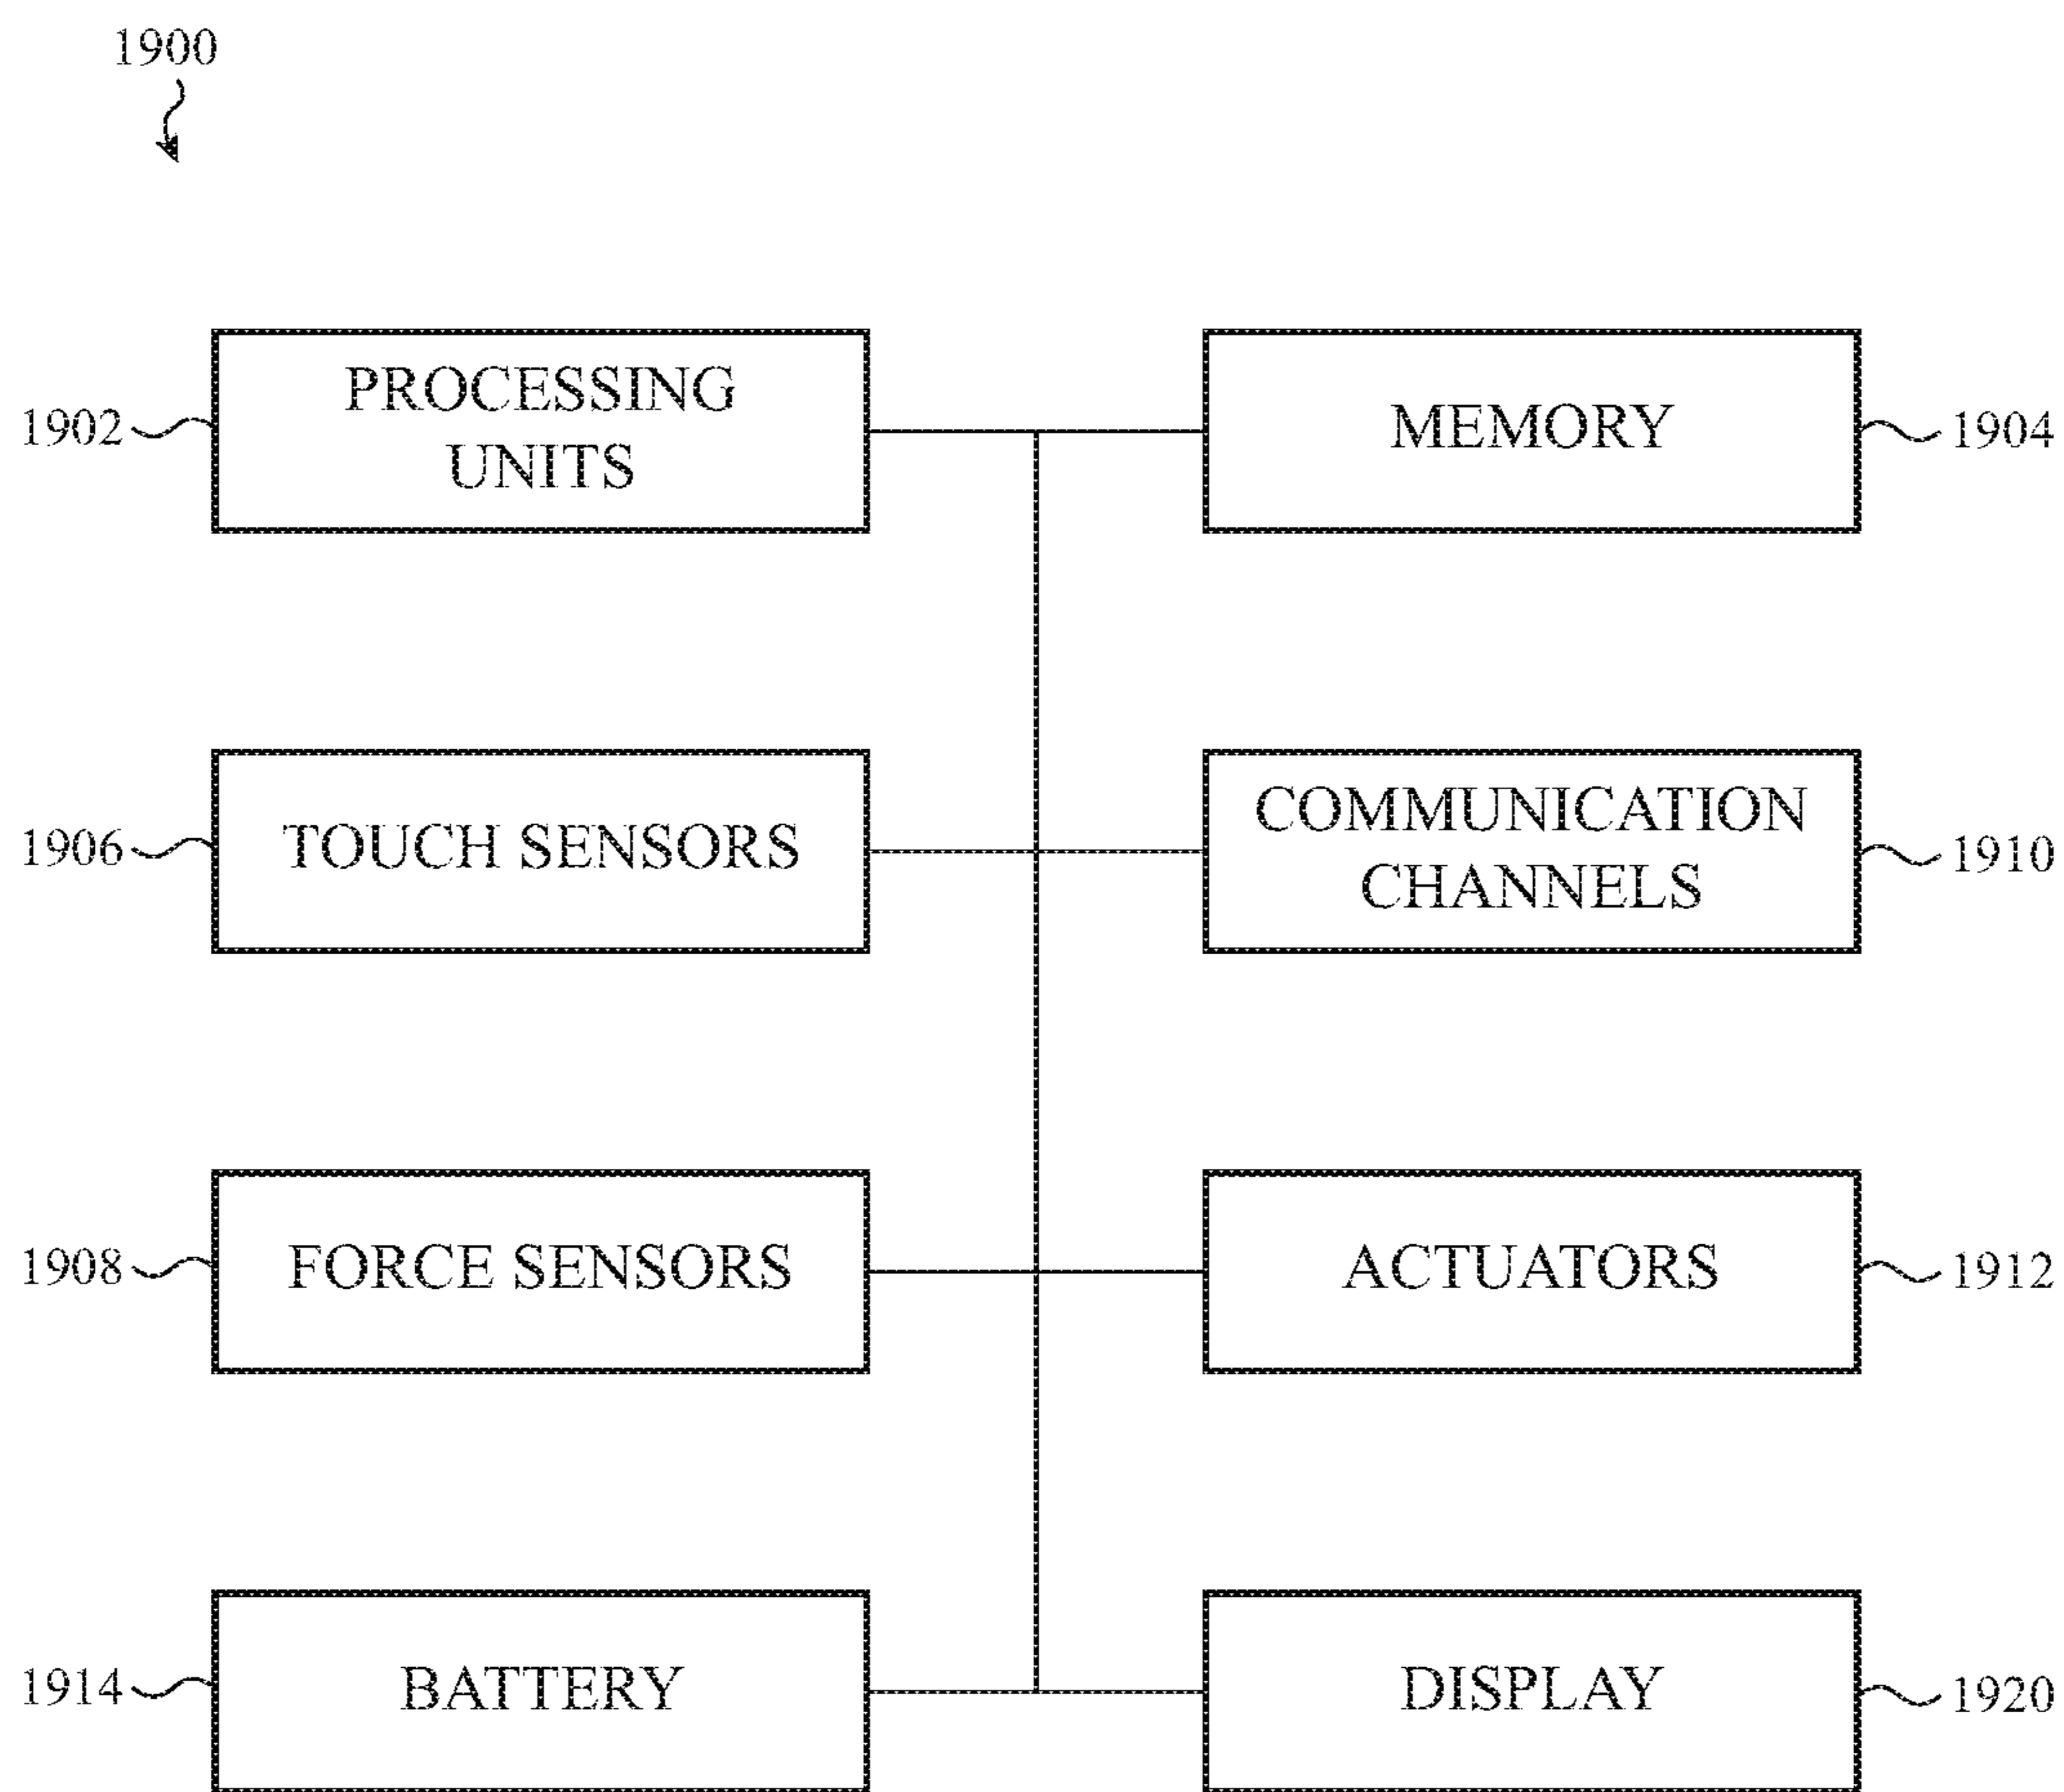 1900
PROCESSING
UNITS
1902
MEMORY
1904
TOUCH SENSORS
1906
COMMUNICATION
CHANNELS
1910
FORCE SENSORS
1908
ACTUATORS
1912
BATTERY
1914
DISPLAY
1920